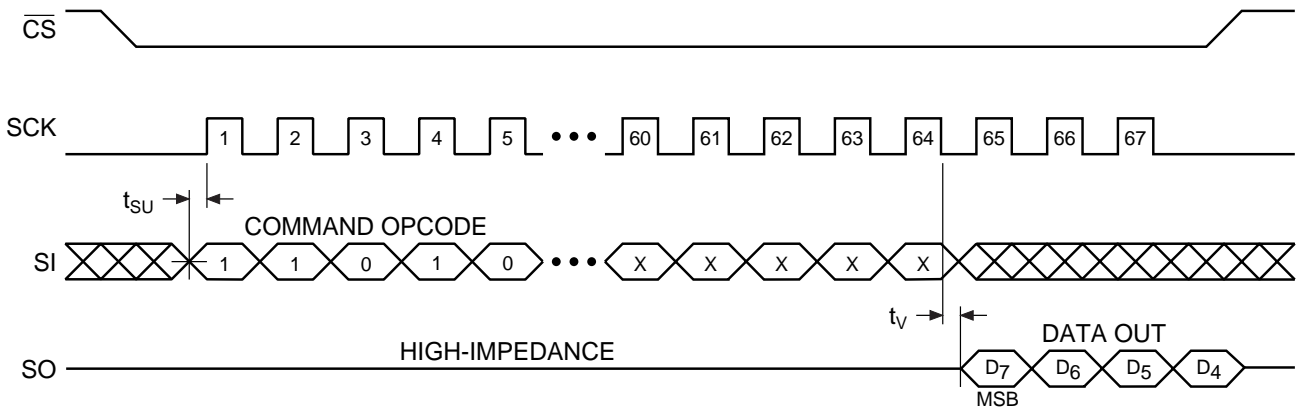 CS
SCK 1 2 3 4 5 ••• 60 61 62 63 64 65 66 67
tSU
COMMAND OPCODE
SI 1 1 0 1 0 ••• X X X X X
tV
DATA OUT
HIGH-IMPEDANCE
SO D7 D6 D5 D4
MSB